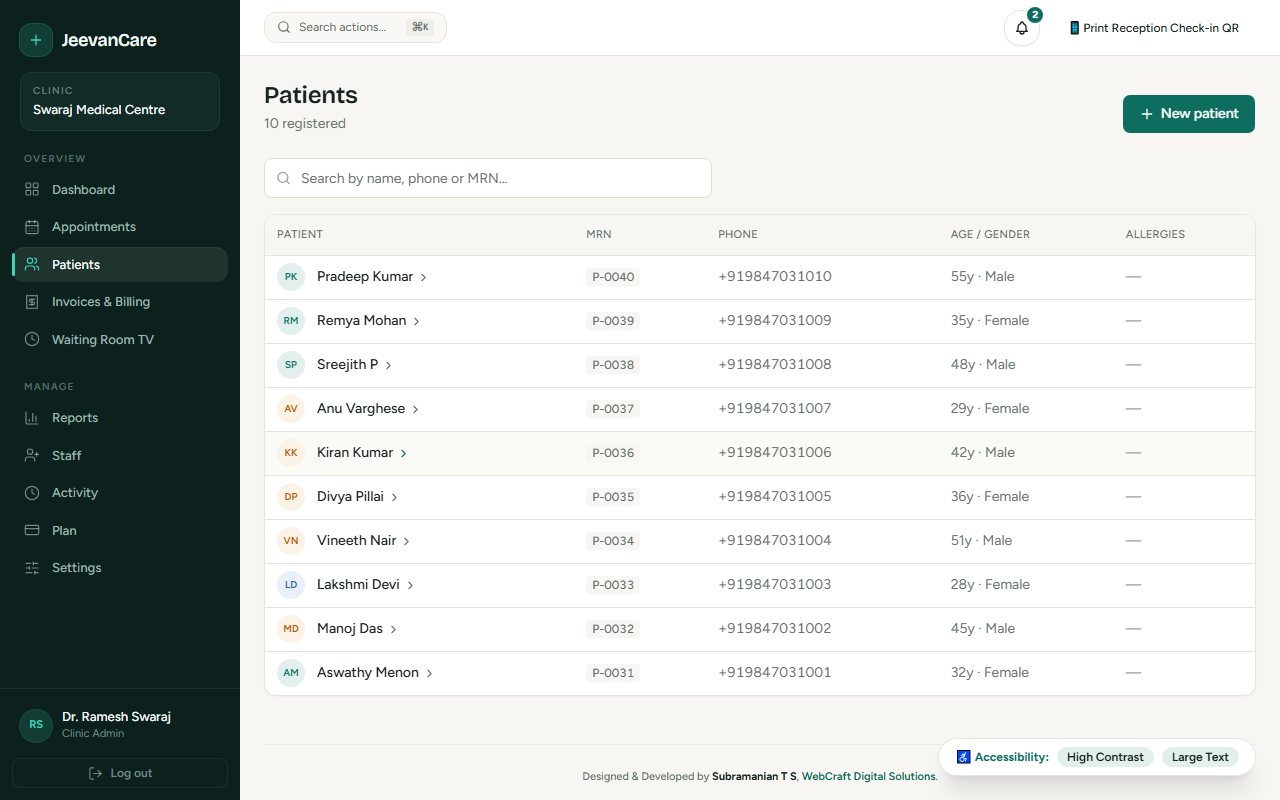 JeevanCare
CLINIC
Swaraj Medical Centre
OVERVIEW
Dashboard
Appointments
Patients
Invoices & Billing
Waiting Room TV
MANAGE
Reports
Staff
Activity
Plan
Settings
RS
Dr. Ramesh Swaraj
Clinic Admin
Log out
Search actions... ⌘K
2
Print Reception Check-in QR
Patients
10 registered
+ New patient
Search by name, phone or MRN...
PATIENT MRN PHONE AGE / GENDER ALLERGIES
PK Pradeep Kumar P-0040 +919847031010 55y · Male —
RM Remya Mohan P-0039 +919847031009 35y · Female —
SP Sreejith P P-0038 +919847031008 48y · Male —
AV Anu Varghese P-0037 +919847031007 29y · Female —
KK Kiran Kumar P-0036 +919847031006 42y · Male —
DP Divya Pillai P-0035 +919847031005 36y · Female —
VN Vineeth Nair P-0034 +919847031004 51y · Male —
LD Lakshmi Devi P-0033 +919847031003 28y · Female —
MD Manoj Das P-0032 +919847031002 45y · Male —
AM Aswathy Menon P-0031 +919847031001 32y · Female —
Accessibility: High Contrast Large Text
Designed & Developed by Subramanian T S, WebCraft Digital Solutions.